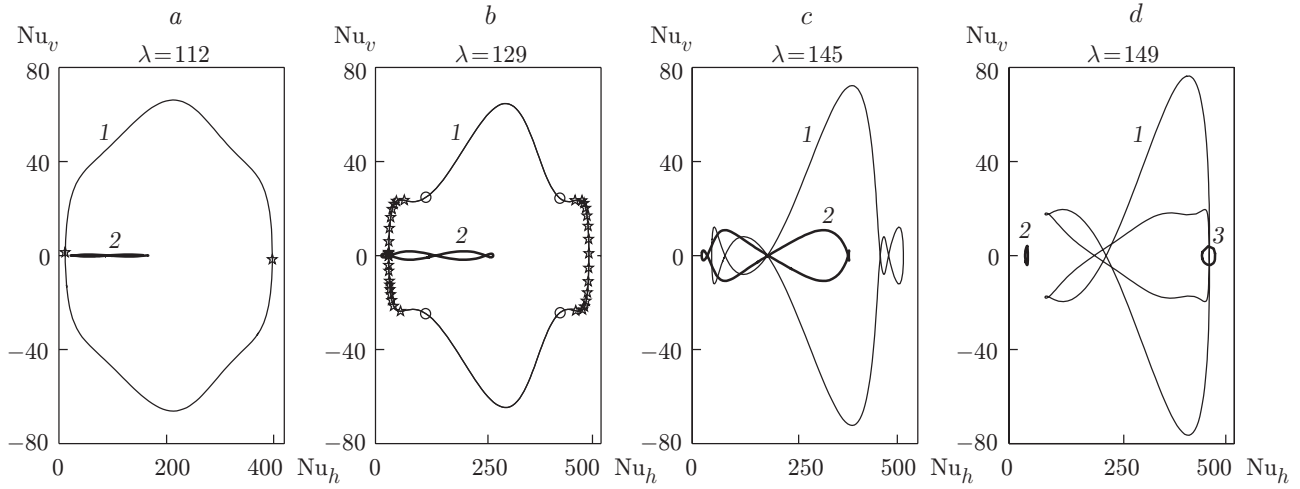 a b c d
Nu_v Nu_v Nu_v Nu_v
λ=112 λ=129 λ=145 λ=149
80 80 80 80
1 1 1 1
40 40 40 40
2 2 2 2 3
0 0 0 0
−40 −40 −40 −40
−80 −80 −80 −80
0 200 400 Nu_h 0 250 500 Nu_h 0 250 500 Nu_h 0 250 500 Nu_h